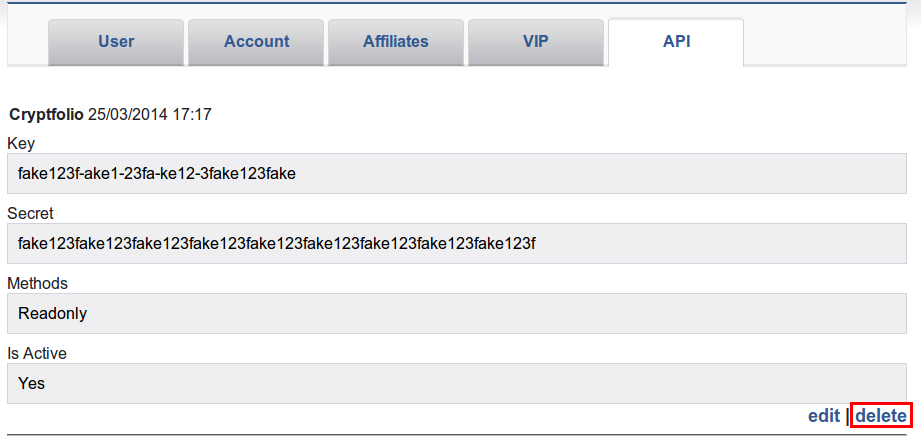 User Account Affiliates VIP API
Cryptfolio 25/03/2014 17:17
Key
fake123f-ake1-23fa-ke12-3fake123fake
Secret
fake123fake123fake123fake123fake123fake123fake123fake123fake123f
Methods
Readonly
Is Active
Yes
edit | delete